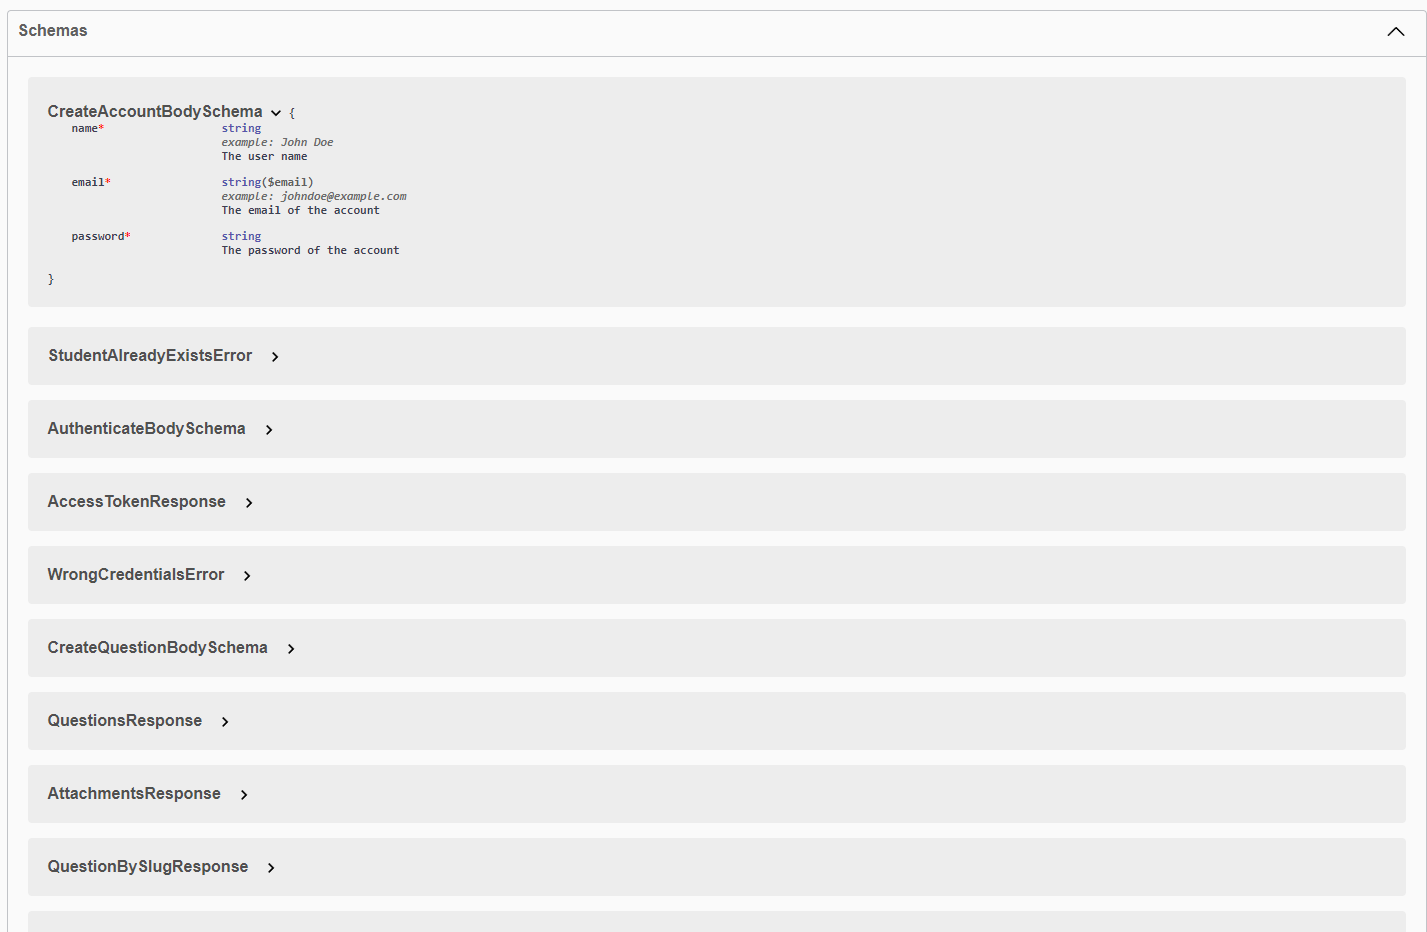 Schemas
CreateAccountBodySchema {
name* string
example: John Doe
The user name
email* string($email)
example: johndoe@example.com
The email of the account
password* string
The password of the account
}
StudentAlreadyExistsError
AuthenticateBodySchema
AccessTokenResponse
WrongCredentialsError
CreateQuestionBodySchema
QuestionsResponse
AttachmentsResponse
QuestionBySlugResponse